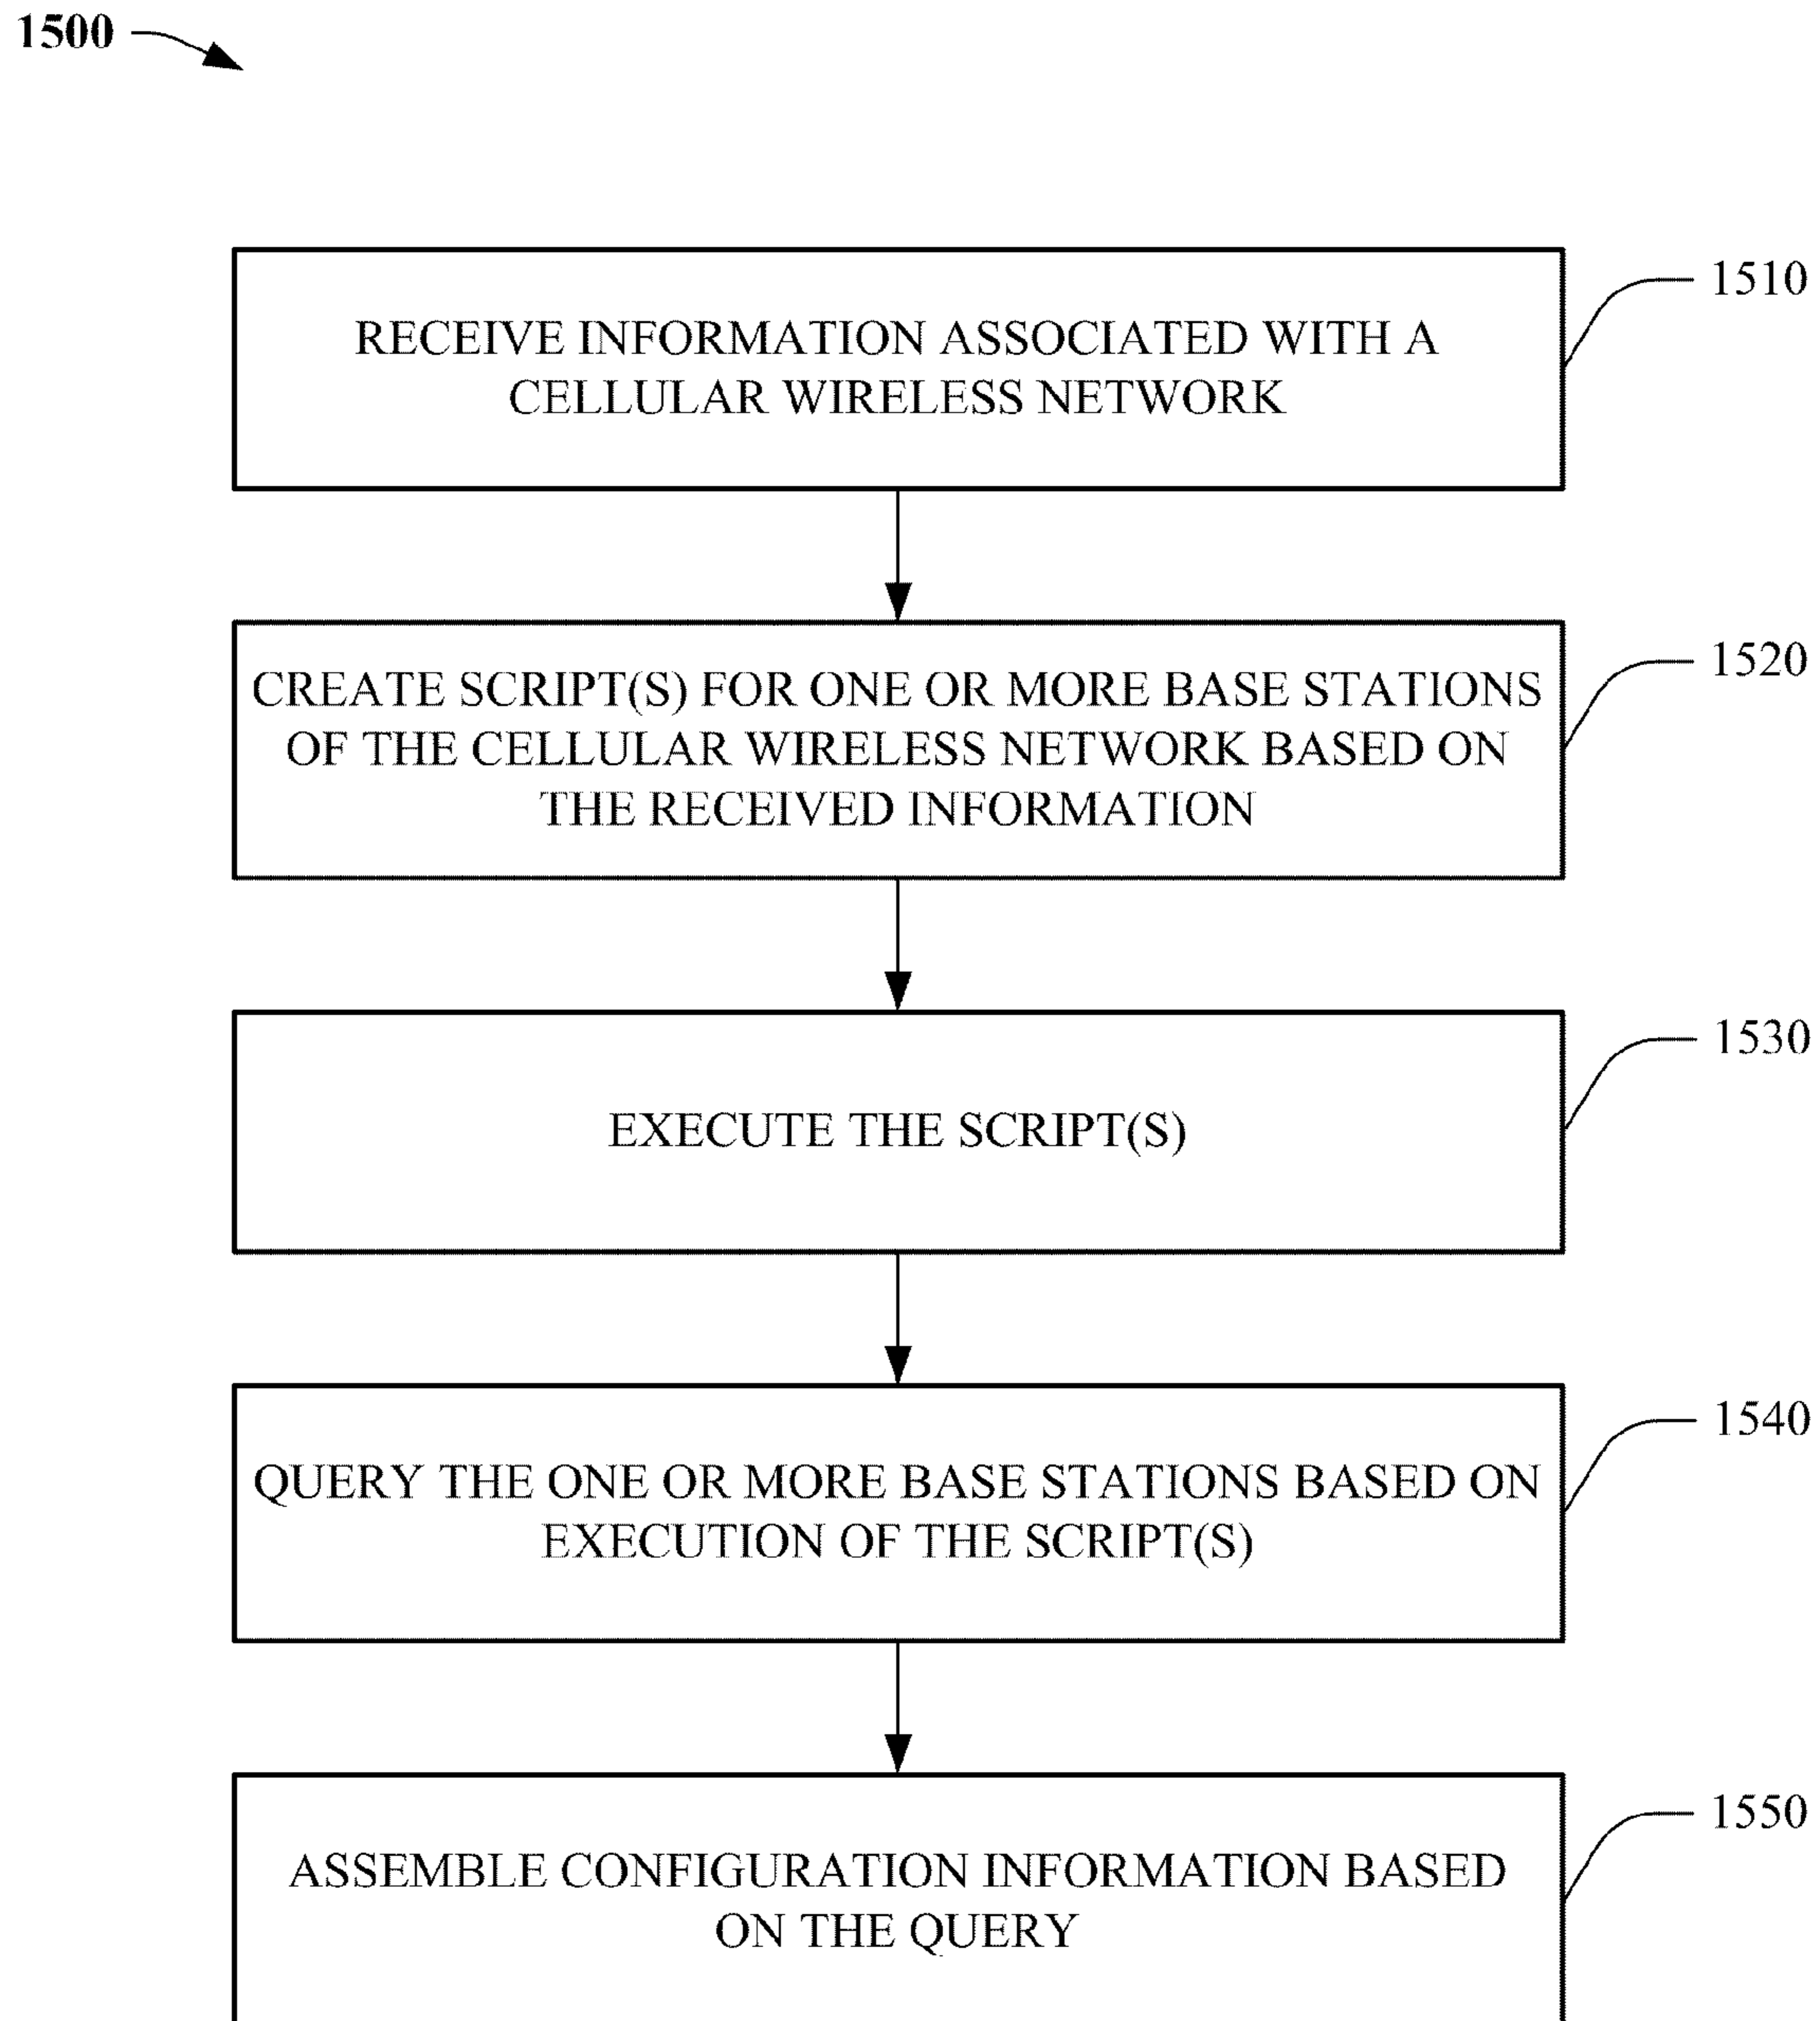 1500
RECEIVE INFORMATION ASSOCIATED WITH A
CELLULAR WIRELESS NETWORK
1510
CREATE SCRIPT(S) FOR ONE OR MORE BASE STATIONS
OF THE CELLULAR WIRELESS NETWORK BASED ON
THE RECEIVED INFORMATION
1520
EXECUTE THE SCRIPT(S)
1530
QUERY THE ONE OR MORE BASE STATIONS BASED ON
EXECUTION OF THE SCRIPT(S)
1540
ASSEMBLE CONFIGURATION INFORMATION BASED
ON THE QUERY
1550